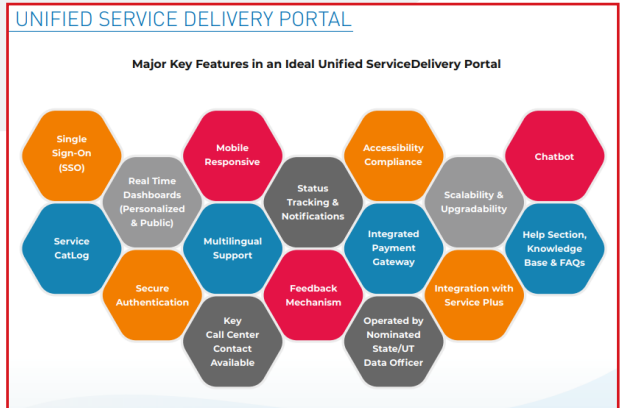 UNIFIED SERVICE DELIVERY PORTAL
Major Key Features in an Ideal Unified ServiceDelivery Portal
Single
Sign-On
(SSO)
Real Time
Dashboards
(Personalized
& Public)
Mobile
Responsive
Status
Tracking &
Notifications
Accessibility
Compliance
Scalability &
Upgradability
Chatbot
Service
CatLog
Secure
Authentication
Multilingual
Support
Feedback
Mechanism
Integrated
Payment
Gateway
Integration with
Service Plus
Help Section,
Knowledge
Base & FAQs
Key
Call Center
Contact
Available
Operated by
Nominated
State/UT
Data Officer